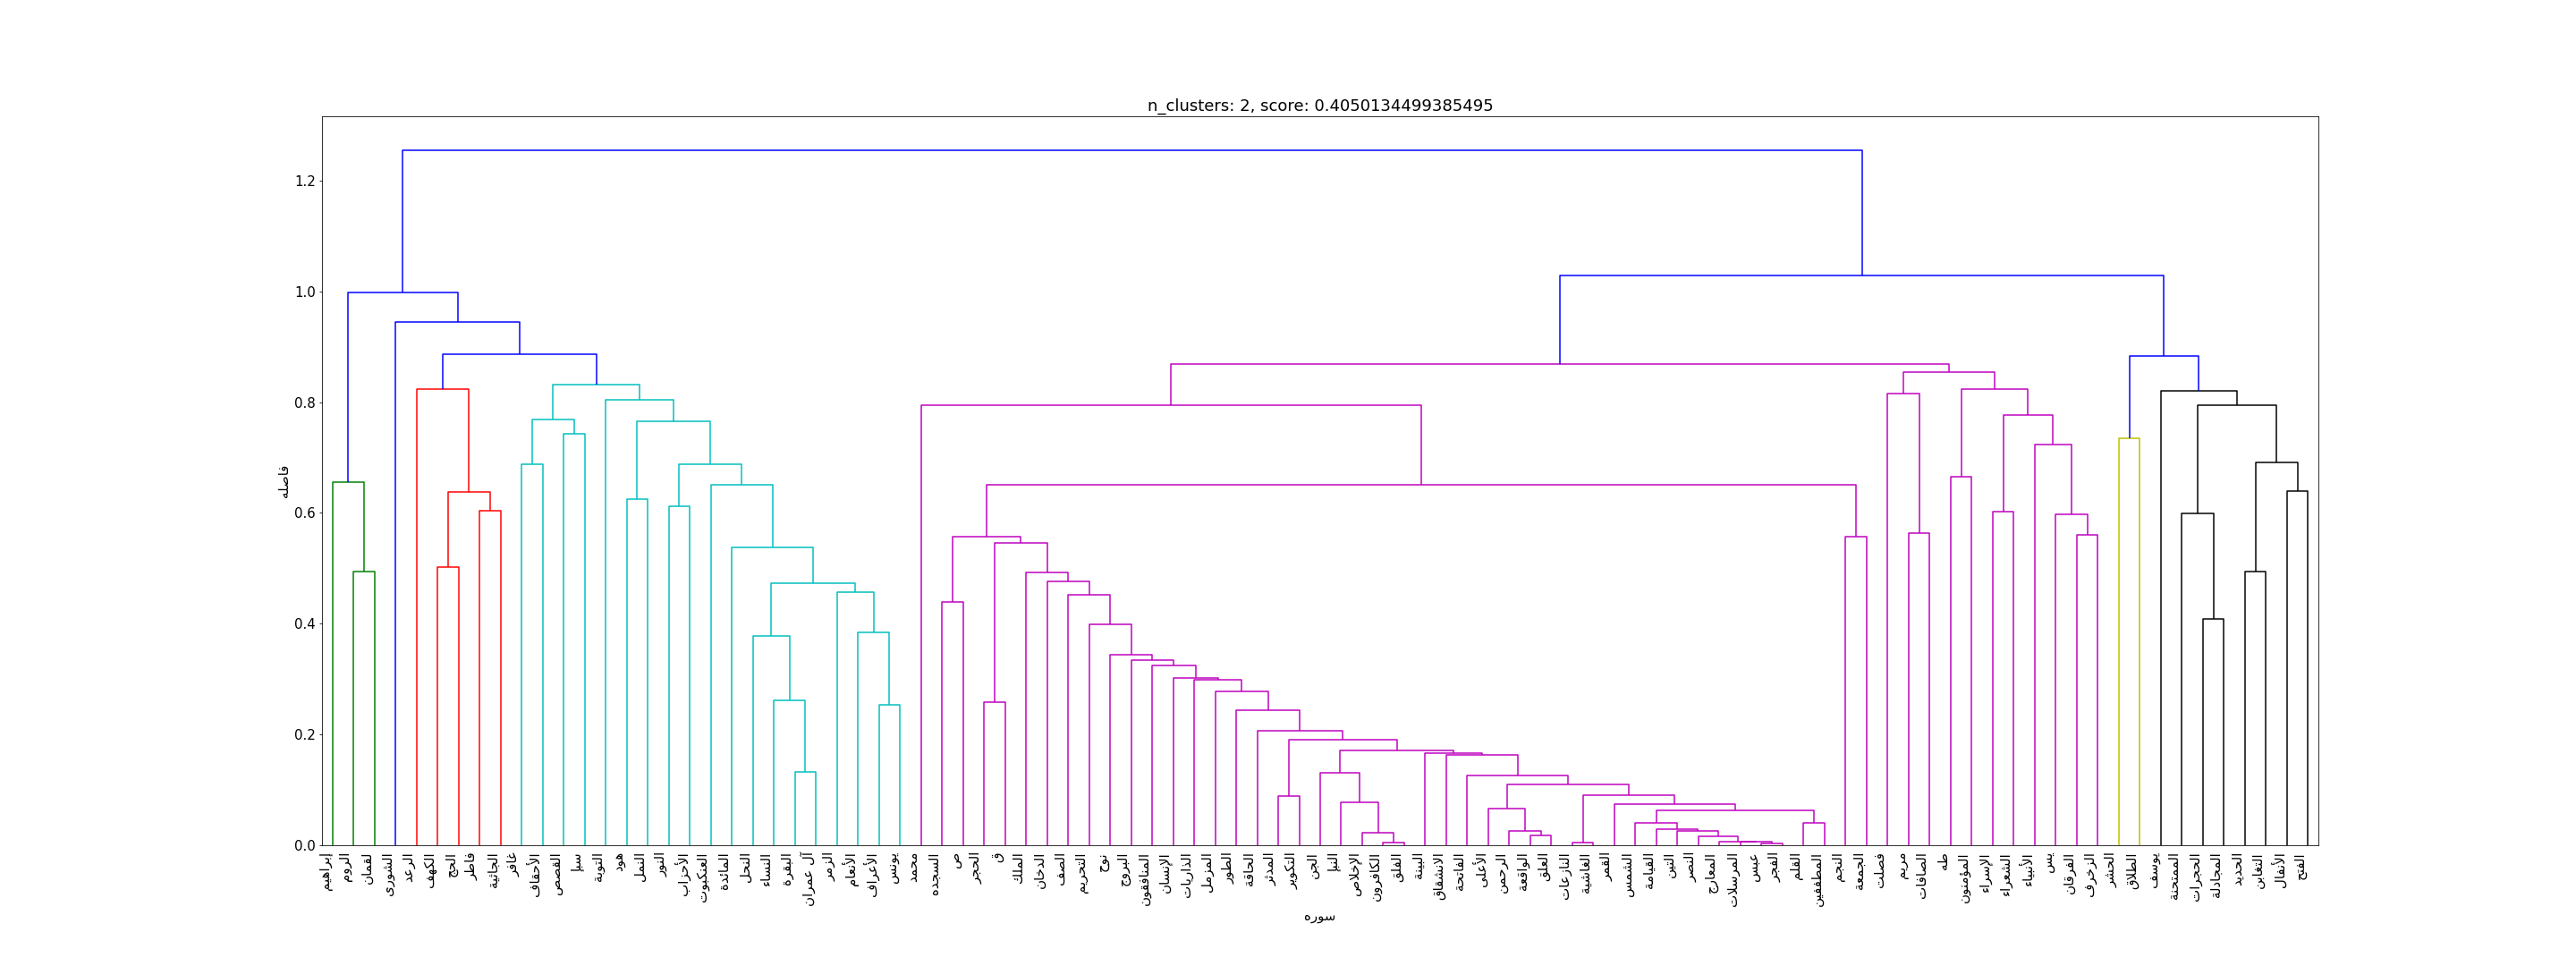 n_clusters: 2, score: 0.4050134499385495
1.2
1.0
0.8
0.6
0.4
0.2
0.0
فاصله
إبراهيم
الروم
لقمان
الشورى
الرعد
الكهف
الحج
فاطر
الجاثية
غافر
الأحقاف
القصص
سبإ
التوبة
هود
النمل
النور
الأحزاب
العنكبوت
المائدة
النحل
النساء
البقرة
آل عمران
الزمر
الأنعام
الأعراف
يونس
محمد
السجده
ص
الحجر
ق
الملك
الدخان
الصف
التحريم
نوح
البروج
المنافقون
الإنسان
الذاريات
المزمل
الطور
الحاقة
المدثر
التكوير
الجن
النبإ
الإخلاص
الكافرون
الفلق
البينة
الانشقاق
الفاتحة
الأعلى
الرحمن
الواقعة
العلق
النازعات
الغاشية
القمر
الشمس
القيامة
التين
النصر
المعارج
المرسلات
عبس
الفجر
القلم
المطففين
النجم
الجمعة
فصلت
مريم
الصافات
طه
المؤمنون
الإسراء
الشعراء
الأنبياء
يس
الفرقان
الزخرف
الحشر
الطلاق
يوسف
الممتحنة
الحجرات
المجادلة
الحديد
التغابن
الأنفال
الفتح
سوره